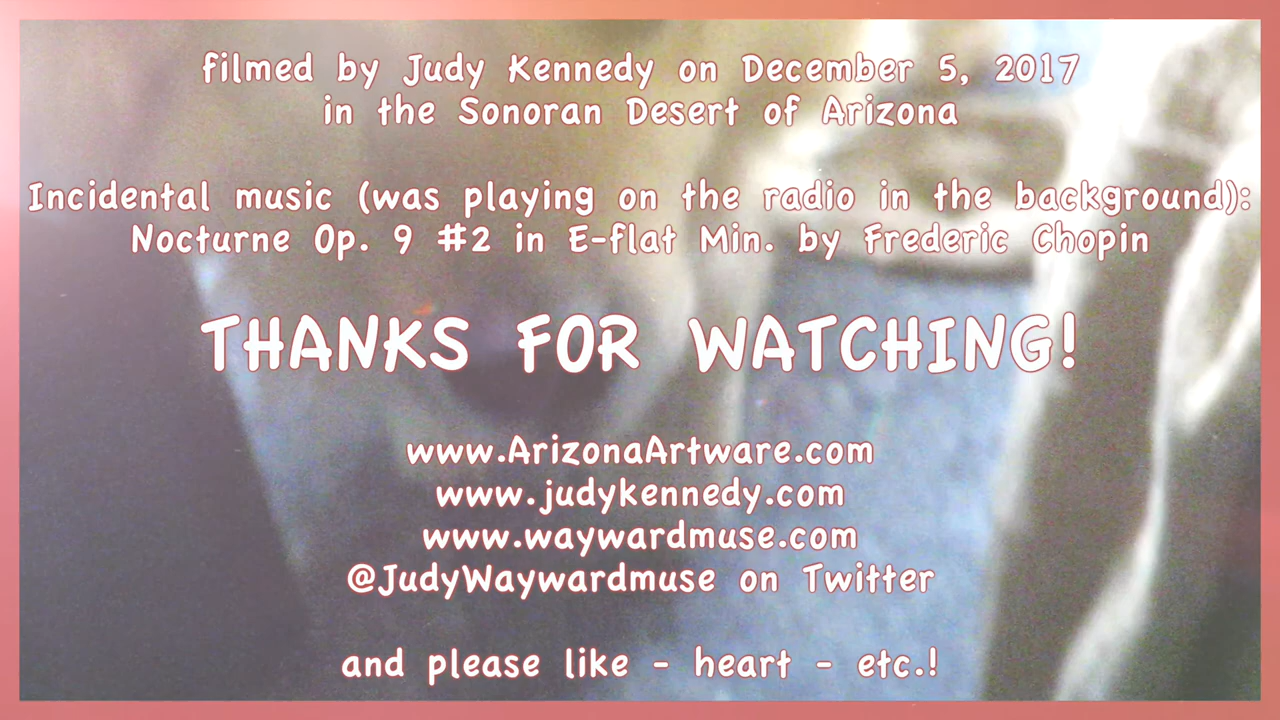 filmed by Judy Kennedy on December 5, 2017
in the Sonoran Desert of Arizona
Incidental music (was playing on the radio in the background):
Nocturne Op. 9 #2 in E-flat Min. by Frederic Chopin
THANKS FOR WATCHING!
www.ArizonaArtware.com
www.judykennedy.com
www.waywardmuse.com
@JudyWaywardmuse on Twitter
and please like - heart - etc.!